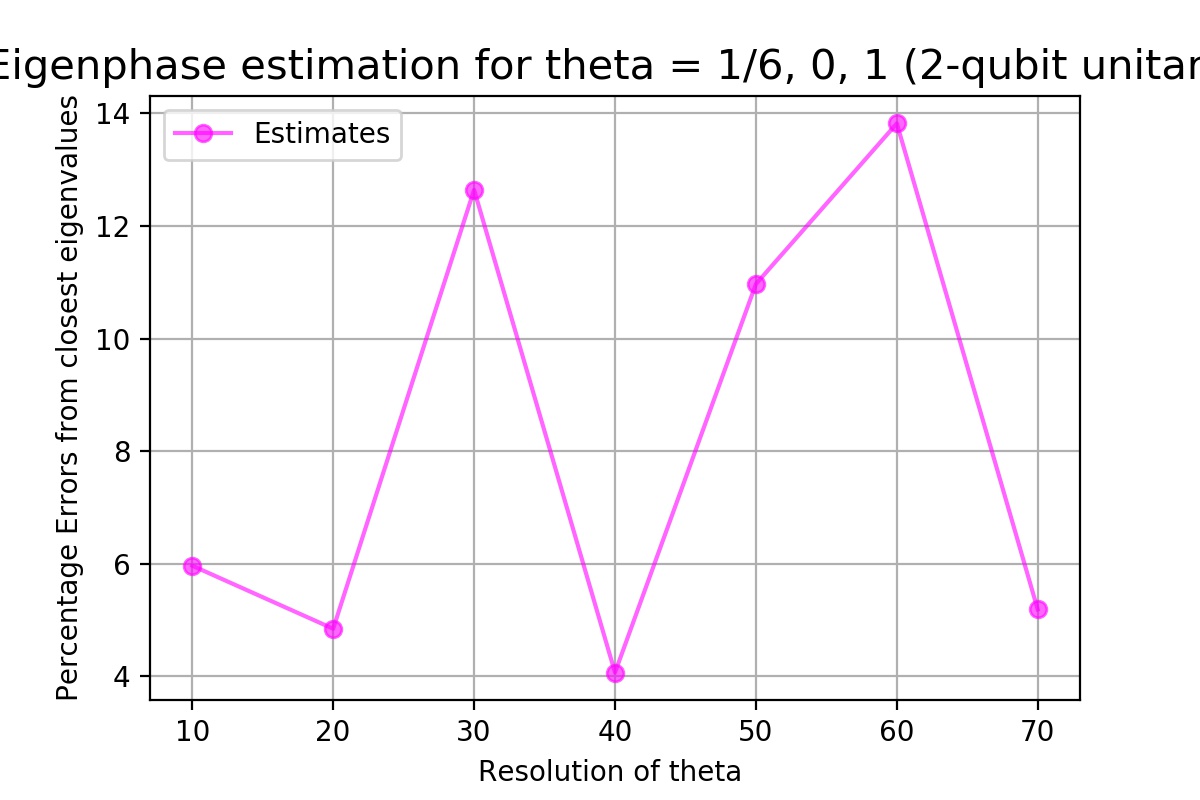 Eigenphase estimation for theta = 1/6, 0, 1 (2-qubit unitar
Estimates
Percentage Errors from closest eigenvalues
14
12
10
8
6
4
10 20 30 40 50 60 70
Resolution of theta